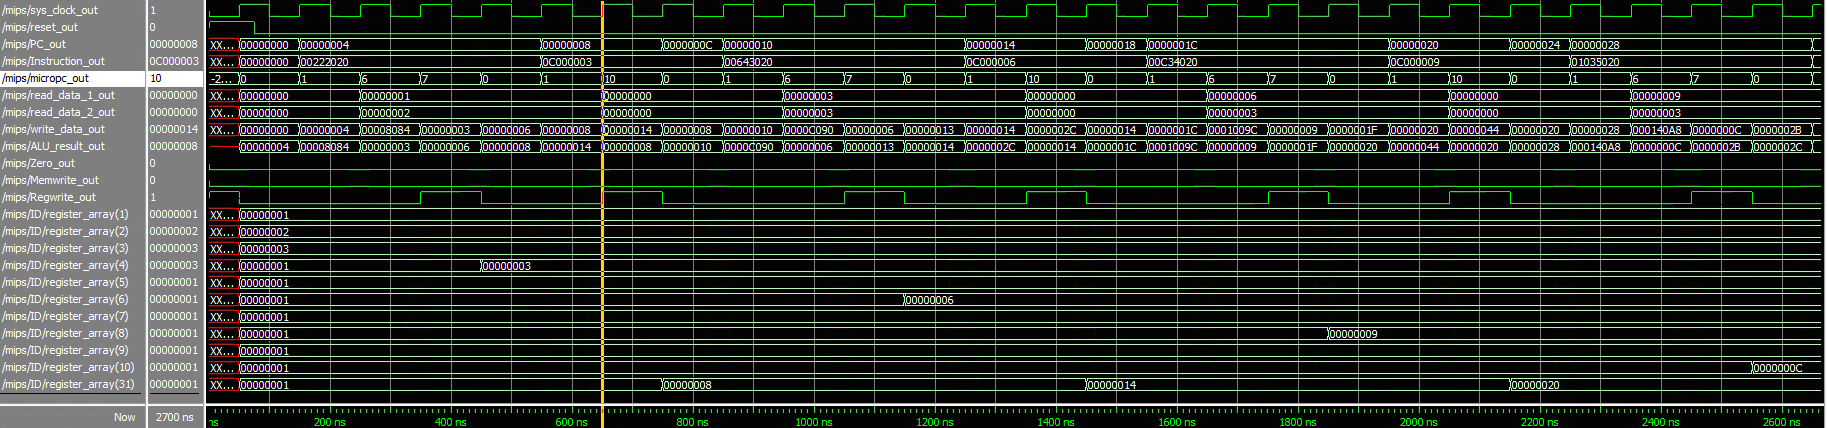 /mips/sys_clock_out 1
/mips/reset_out 0
/mips/PC_out 00000008 XX... 00000000 00000004 00000008 0000000C 00000010 00000014 00000018 0000001C 00000020 00000024 00000028
/mips/Instruction_out 0C000003 XX... 00000000 00222020 0C000003 00643020 0C000006 00C34020 0C000009 01035020
/mips/micropc_out 10 -2... 0 1 6 7 0 1 10 0 1 6 7 0 1 10 0 1 6 7 0 1 10 0 1 6 7 0
/mips/read_data_1_out 00000000 00000000 00000001 00000000 00000003 00000000 00000006 00000000 00000009
/mips/read_data_2_out 00000000 00000000 00000002 00000000 00000003 00000000 00000003 00000000 00000003
/mips/write_data_out 00000014 00000000 00000004 00008084 00000003 00000006 00000008 00000014 00000008 00000010 0000C090 00000006 00000013 00000014 0000002C 00000014 0000001C 0001009C 00000009 0000001F 00000020 00000044 00000020 00000028 000140A8 0000000C 0000002B
/mips/ALU_result_out 00000008 00000004 00008084 00000003 00000006 00000008 00000014 00000008 00000010 0000C090 00000006 00000013 00000014 0000002C 00000014 0000001C 0001009C 00000009 0000001F 00000020 00000044 00000020 00000028 000140A8 0000000C 0000002B 0000002C
/mips/Zero_out 0
/mips/Memwrite_out 0
/mips/Regwrite_out 1
/mips/ID/register_array(1) 00000001 XX... 00000001
/mips/ID/register_array(2) 00000002 XX... 00000002
/mips/ID/register_array(3) 00000003 XX... 00000003
/mips/ID/register_array(4) 00000003 XX... 00000001 00000003
/mips/ID/register_array(5) 00000001 XX... 00000001
/mips/ID/register_array(6) 00000001 XX... 00000001 00000006
/mips/ID/register_array(7) 00000001 XX... 00000001
/mips/ID/register_array(8) 00000001 XX... 00000001 00000009
/mips/ID/register_array(9) 00000001 XX... 00000001
/mips/ID/register_array(10) 00000001 XX... 00000001 0000000C
/mips/ID/register_array(31) 00000001 XX... 00000001 00000008 00000014 00000020
Now 2700 ns ns 200 ns 400 ns 600 ns 800 ns 1000 ns 1200 ns 1400 ns 1600 ns 1800 ns 2000 ns 2200 ns 2400 ns 2600 ns